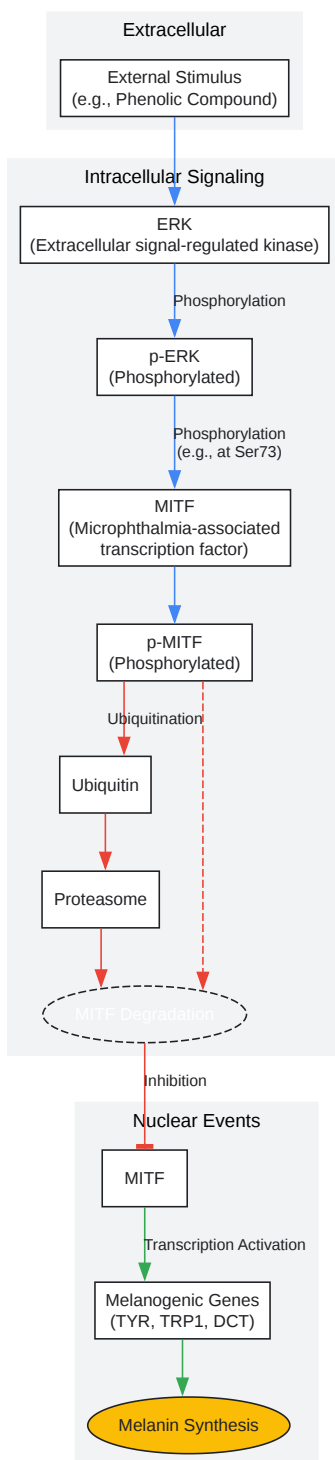 Extracellular
External Stimulus
(e.g., Phenolic Compound)
Intracellular Signaling
ERK
(Extracellular signal-regulated kinase)
Phosphorylation
p-ERK
(Phosphorylated)
Phosphorylation
(e.g., at Ser73)
MITF
(Microphthalmia-associated
transcription factor)
p-MITF
(Phosphorylated)
Ubiquitination
Ubiquitin
Proteasome
MITF Degradation
Inhibition
Nuclear Events
MITF
Transcription Activation
Melanogenic Genes
(TYR, TRP1, DCT)
Melanin Synthesis